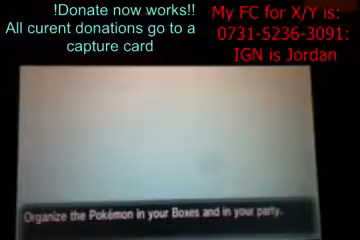 !Donate now works!!
All curent donations go to a
capture card
My FC for X/Y is:
0731-5236-3091:
IGN is Jordan
Organize the Pokémon in your Boxes and in your party.